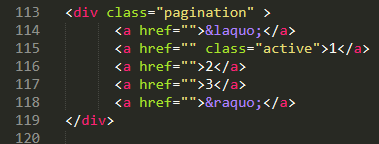 113 <div class="pagination" >
114 <a href="">&laquo;</a>
115 <a href="" class="active">1</a>
116 <a href="">2</a>
117 <a href="">3</a>
118 <a href="">&raquo;</a>
119 </div>
120